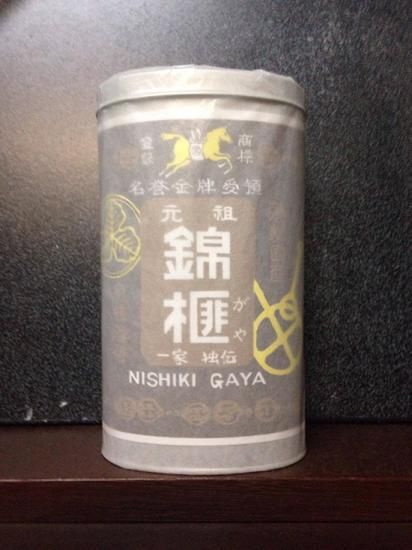 登録
商標
名誉金牌受領
元祖
錦榧
がや
一家 独伝
NISHIKI GAYA